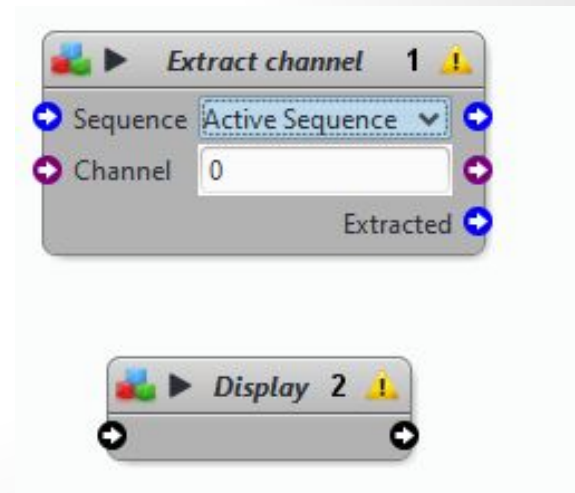 Extract channel 1
Sequence Active Sequence
Channel 0
Extracted
Display 2